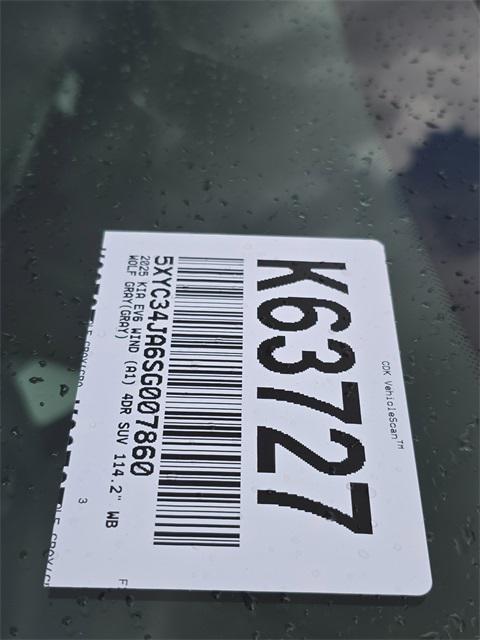 CDK VehicleScan™
K63727
5XYC34JA6SG007860
2025 KIA EV6 WIND (A1) 4DR SUV 114.2" WB
WOLF GRAY(GRAY)
3